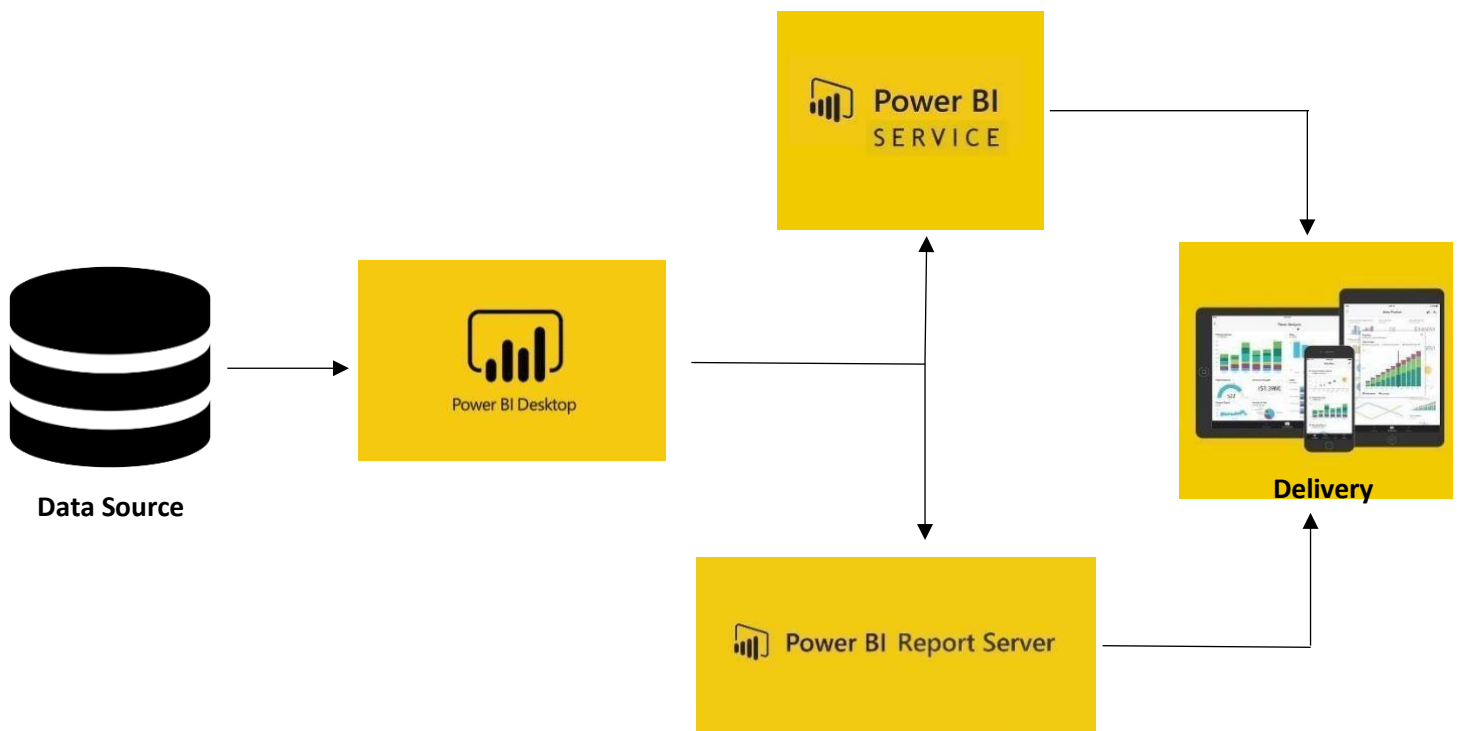 Power BI
SERVICE
Power BI Desktop
Data Source
Delivery
Power BI Report Server